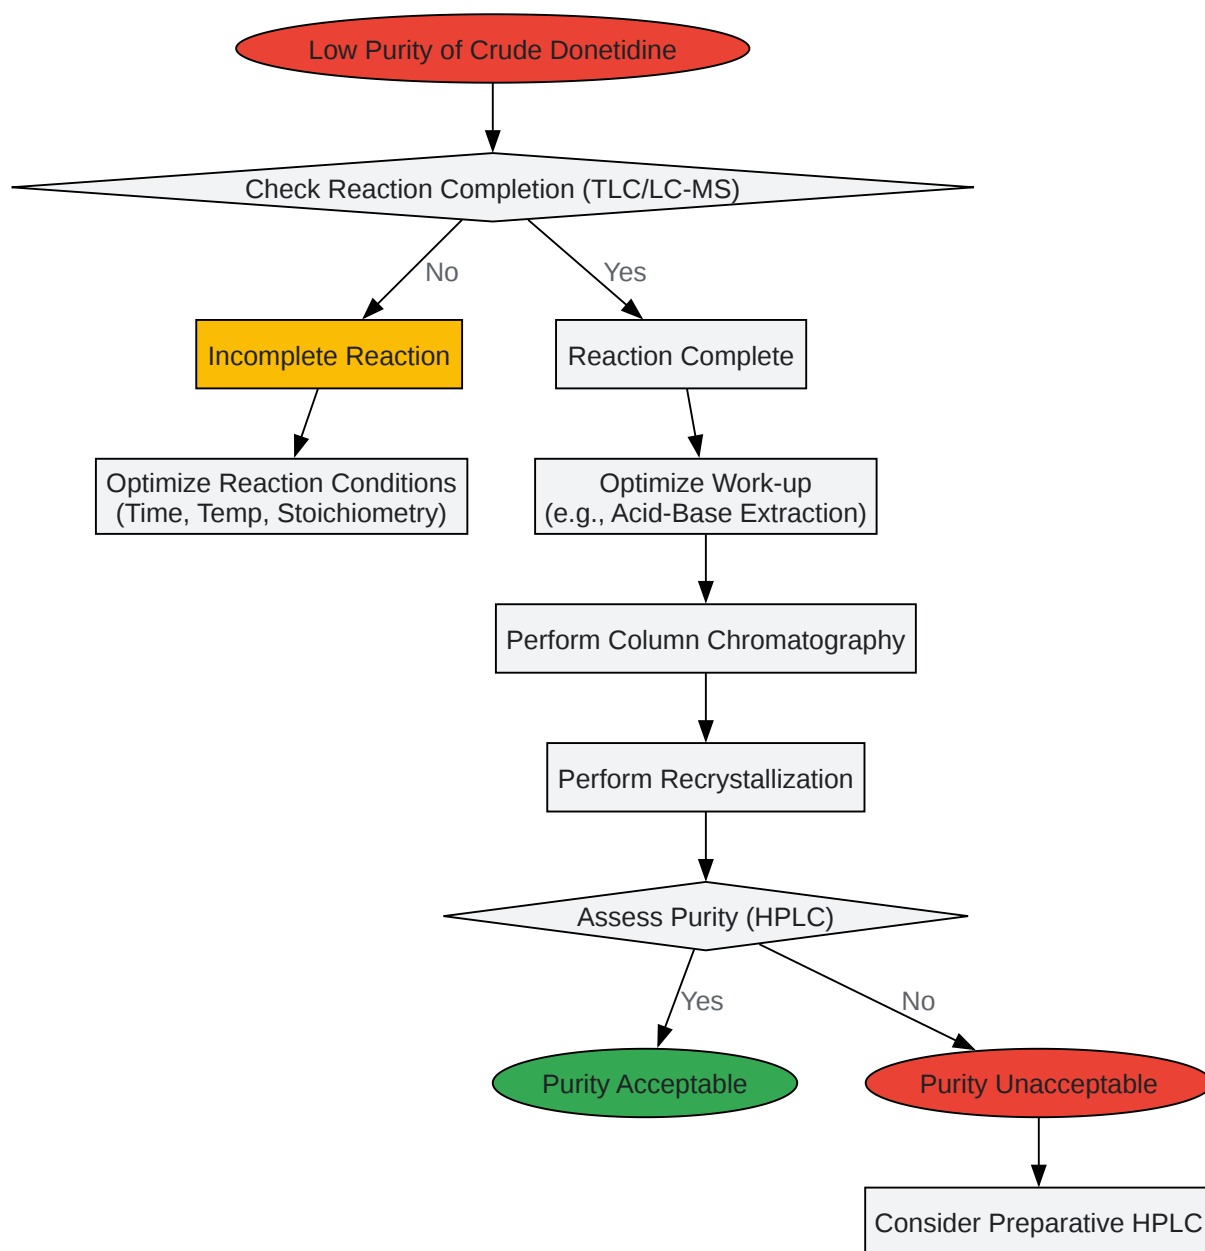 Low Purity of Crude Donetidine
Check Reaction Completion (TLC/LC-MS)
No
Yes
Incomplete Reaction
Reaction Complete
Optimize Reaction Conditions
(Time, Temp, Stoichiometry)
Optimize Work-up
(e.g., Acid-Base Extraction)
Perform Column Chromatography
Perform Recrystallization
Assess Purity (HPLC)
Yes
No
Purity Acceptable
Purity Unacceptable
Consider Preparative HPLC